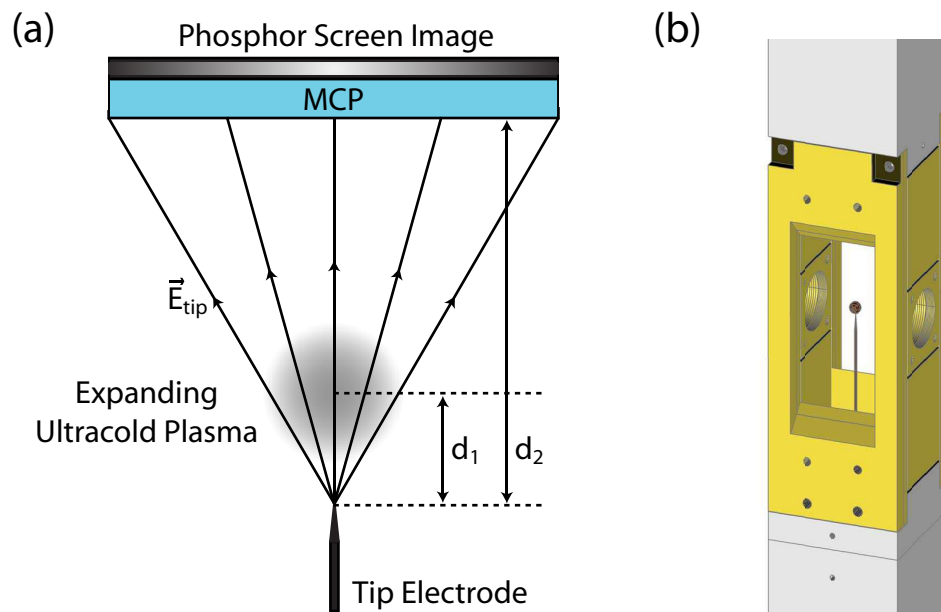 (a)
Phosphor Screen Image
MCP
E⃗tip
Expanding
Ultracold Plasma
d₁
d₂
Tip Electrode
(b)